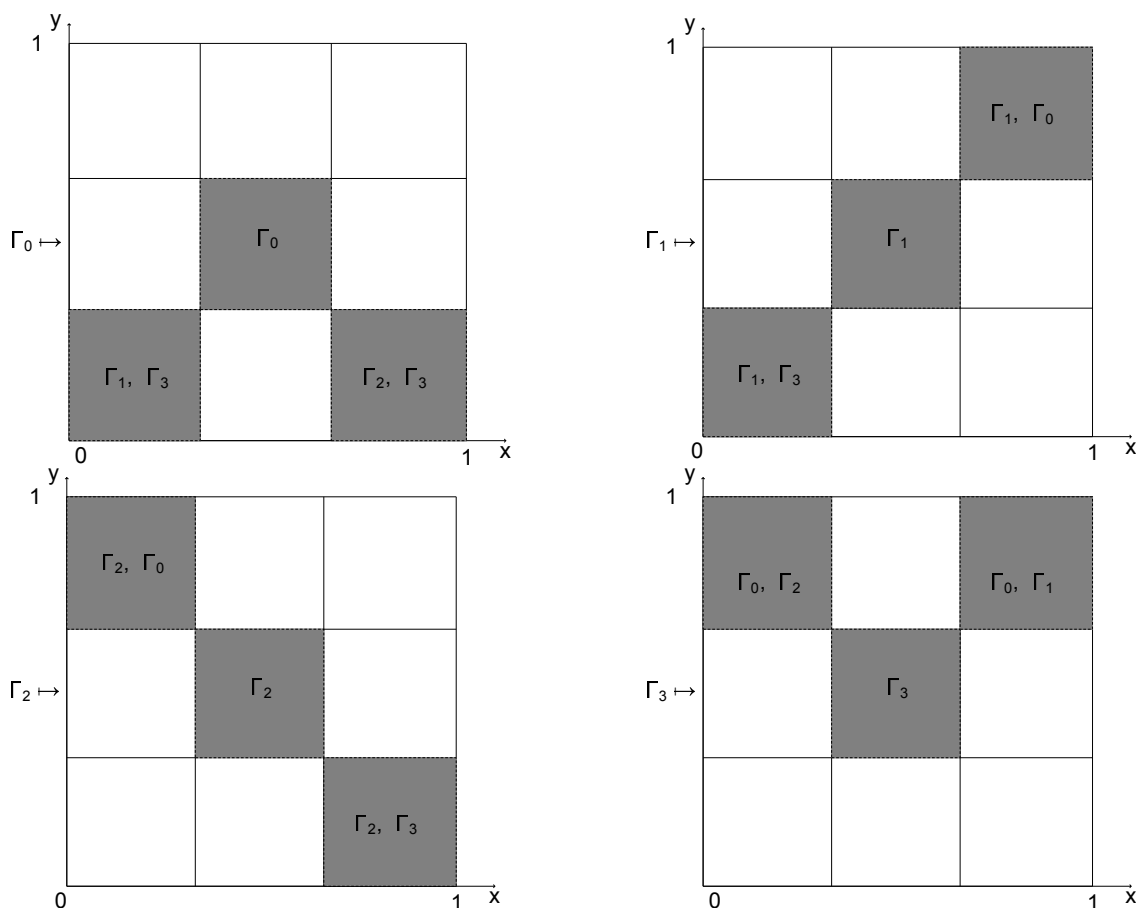 y
1
Γ₀ ↦
Γ₀
Γ₁, Γ₃
Γ₂, Γ₃
0
1
x
y
1
Γ₁, Γ₀
Γ₁ ↦
Γ₁
Γ₁, Γ₃
0
1
x
y
1
Γ₂, Γ₀
Γ₂ ↦
Γ₂
Γ₂, Γ₃
0
1
x
y
1
Γ₀, Γ₂
Γ₀, Γ₁
Γ₃ ↦
Γ₃
0
1
x